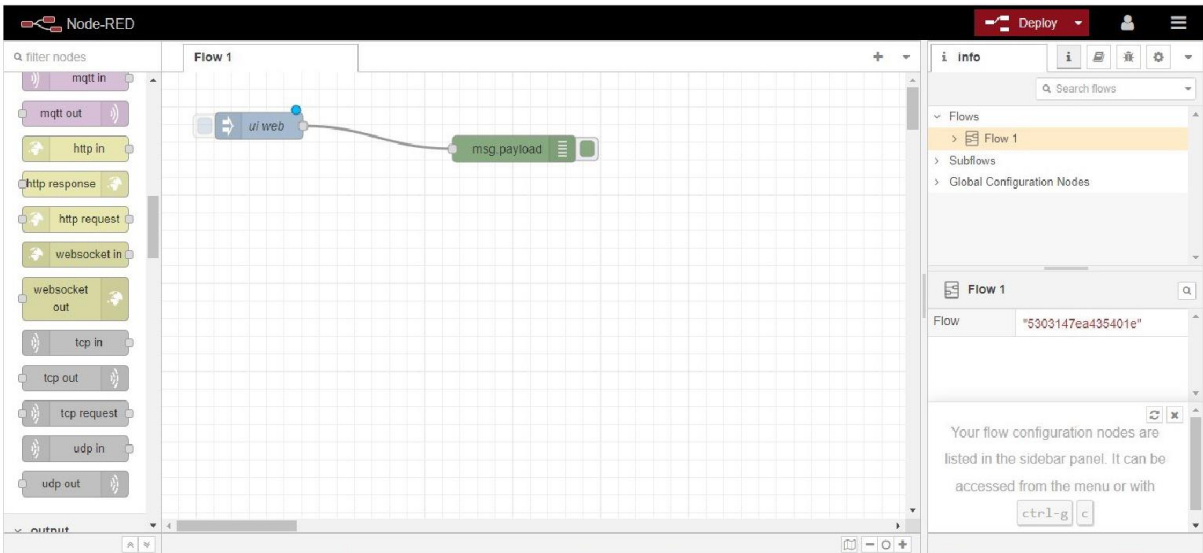 Node-RED
Deploy
filter nodes
Flow 1
i info
i
mqtt in
mqtt out
http in
http response
http request
websocket in
websocket
out
tcp in
tcp out
tcp request
udp in
udp out
output
ui web
msg.payload
Search flows
Flows
Flow 1
Subflows
Global Configuration Nodes
Flow 1
Flow "5303147ea435401e"
Your flow configuration nodes are
listed in the sidebar panel. It can be
accessed from the menu or with
ctrl-g c